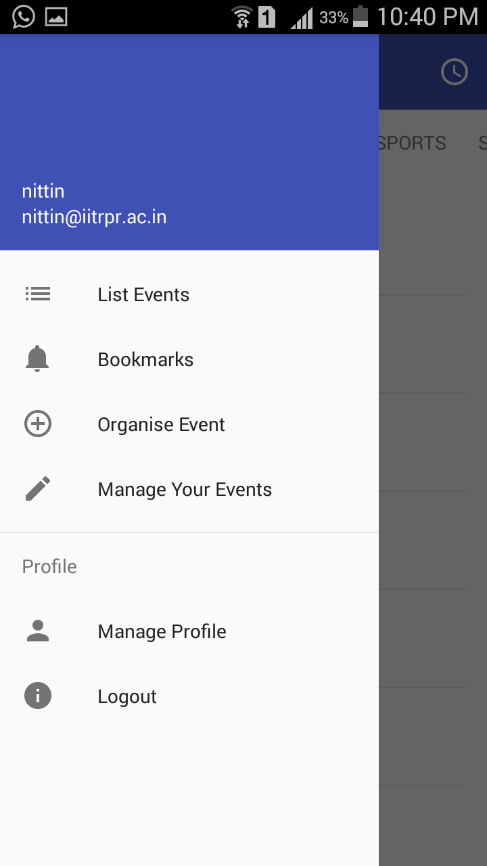 1 33% 10:40 PM
SPORTS S
nittin
nittin@iitrpr.ac.in
List Events
Bookmarks
Organise Event
Manage Your Events
Profile
Manage Profile
Logout